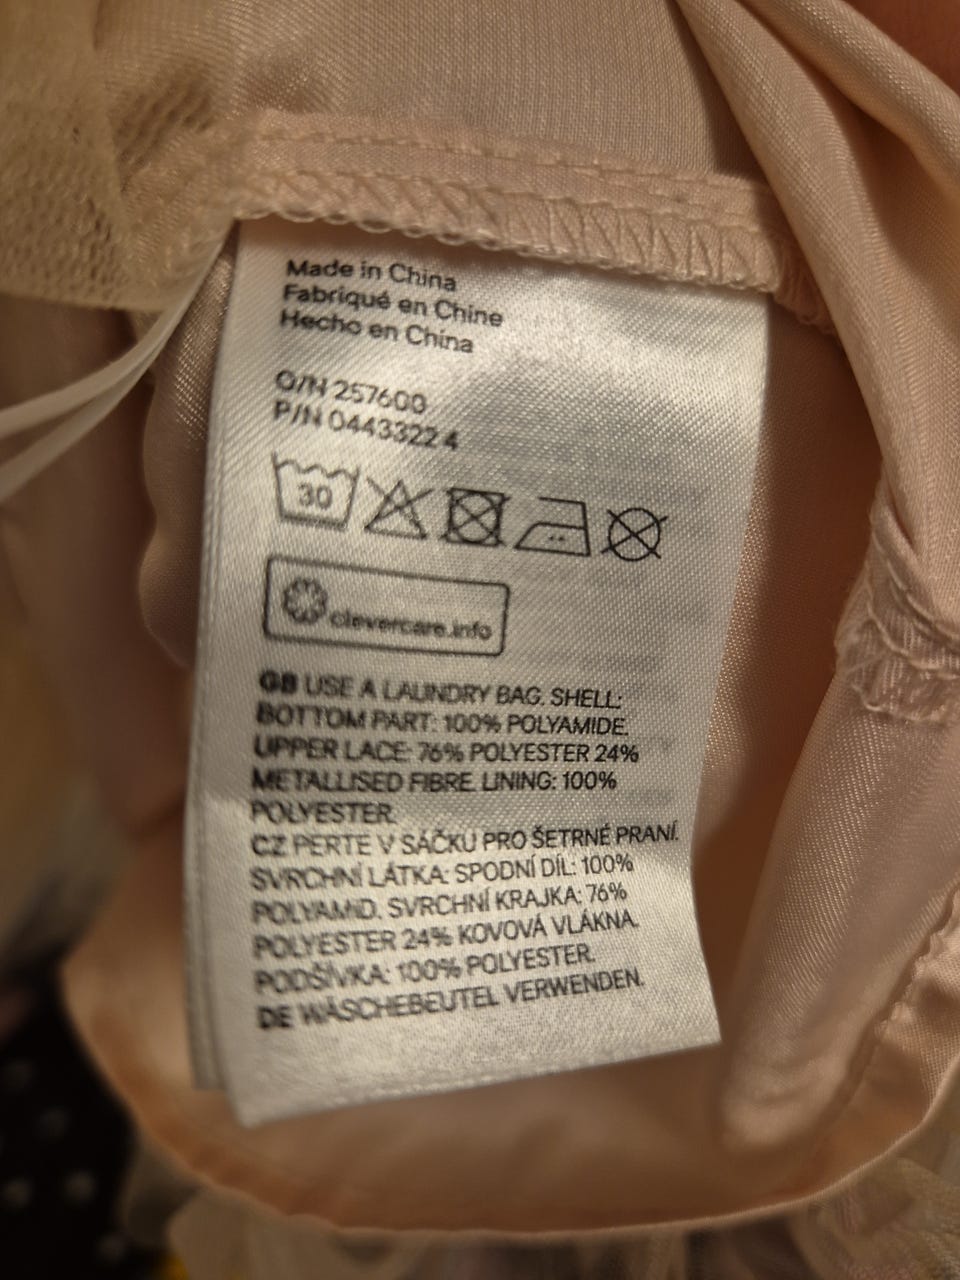 Made in China
Fabriqué en Chine
Hecho en China
O/N 257600
P/N 0443322 4
30
clevercare.info
GB USE A LAUNDRY BAG. SHELL:
BOTTOM PART: 100% POLYAMIDE.
UPPER LACE: 76% POLYESTER 24%
METALLISED FIBRE. LINING: 100%
POLYESTER.
CZ PERTE V SÁČKU PRO ŠETRNÉ PRANÍ.
SVRCHNÍ LÁTKA: SPODNÍ DÍL: 100%
POLYAMID. SVRCHNÍ KRAJKA: 76%
POLYESTER 24% KOVOVÁ VLÁKNA.
PODŠÍVKA: 100% POLYESTER.
DE WÄSCHEBEUTEL VERWENDEN.